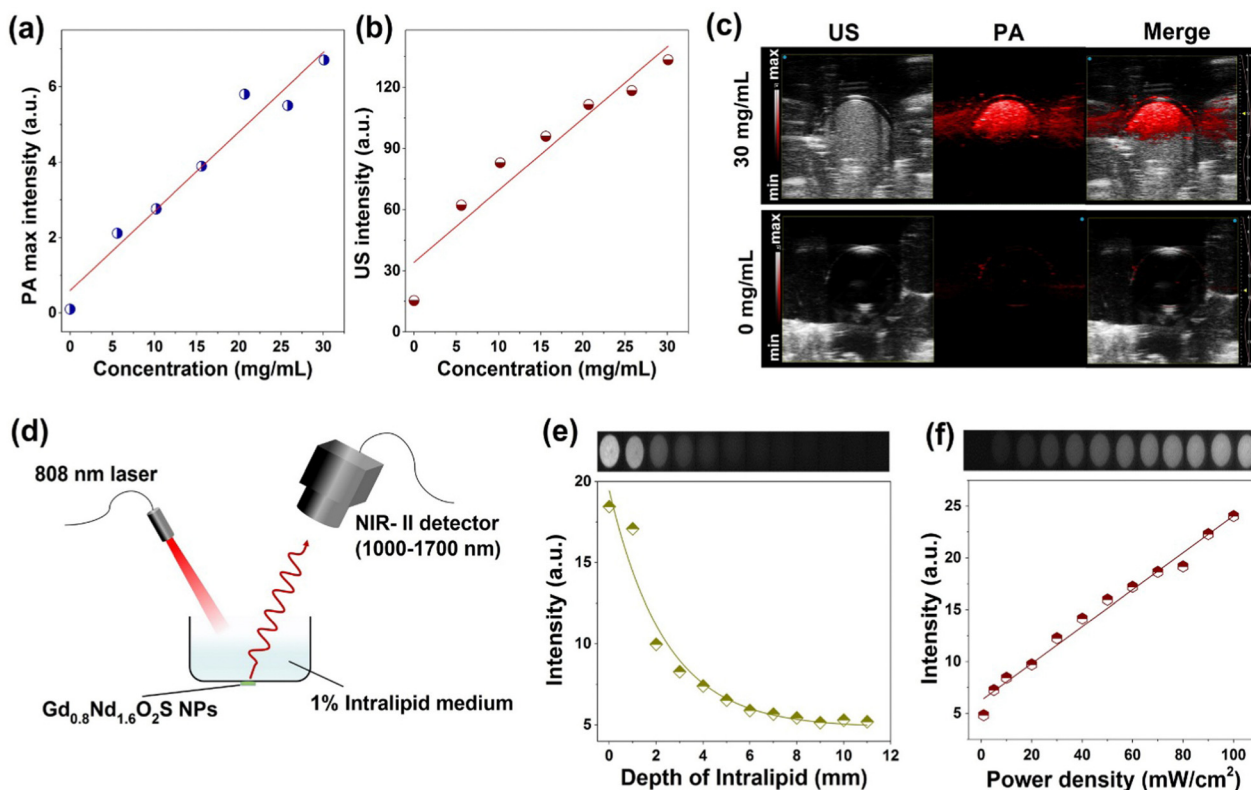 (a)
PA max intensity (a.u.)
6
4
2
0
0 5 10 15 20 25 30
Concentration (mg/mL)
(b)
US intensity (a.u.)
120
90
60
30
0
0 5 10 15 20 25 30
Concentration (mg/mL)
(c)
US PA Merge
30 mg/mL
max
min
0 mg/mL
max
min
(d)
808 nm laser
NIR- II detector
(1000-1700 nm)
Gd0.8Nd1.6O2S NPs
1% Intralipid medium
(e)
Intensity (a.u.)
20
15
10
5
0 2 4 6 8 10 12
Depth of Intralipid (mm)
(f)
Intensity (a.u.)
25
20
15
10
5
0 20 40 60 80 100
Power density (mW/cm2)